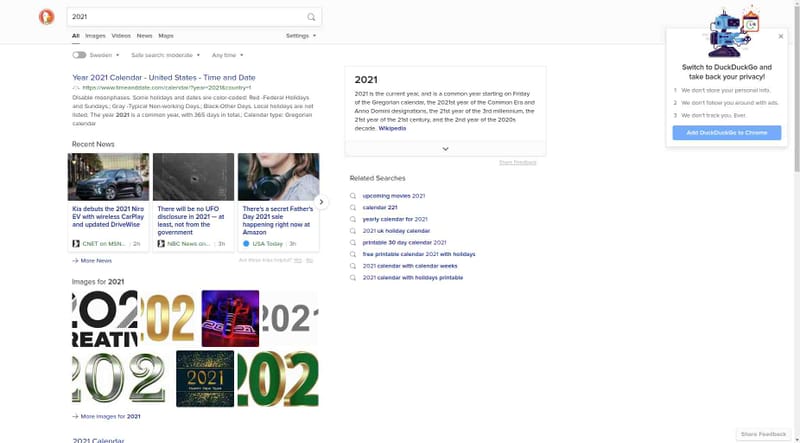 2021
All Images Videos News Maps Settings
Sweden Safe search: moderate Any time
Year 2021 Calendar - United States - Time and Date
https://www.timeanddate.com/calendar/?year=2021&country=1
Disable moonphases. Some holidays and dates are color-coded: Red -Federal Holidays
and Sundays.; Gray -Typical Non-working Days.; Black-Other Days. Local holidays are not
listed. The year 2021 is a common year, with 365 days in total.; Calendar type: Gregorian
calendar
Recent News
Kia debuts the 2021 Niro
EV with wireless CarPlay
and updated DriveWise
CNET on MSN... 2h
There will be no UFO
disclosure in 2021 — at
least, not from the
government
NBC News on... 3h
There's a secret Father's
Day 2021 sale
happening right now at
Amazon
USA Today 3h
More News
Are these links helpful? Yes No
Images for 2021
202
CREATIV
202
2021
2021
202
2021
HAPPY NEW YEAR
202
More Images for 2021
2021 Calendar
2021
2021 is the current year, and is a common year starting on Friday
of the Gregorian calendar, the 2021st year of the Common Era and
Anno Domini designations, the 21st year of the 3rd millennium, the
21st year of the 21st century, and the 2nd year of the 2020s
decade. Wikipedia
Share Feedback
Related Searches
upcoming movies 2021
calendar 221
yearly calendar for 2021
2021 uk holiday calendar
printable 30 day calendar 2021
free printable calendar 2021 with holidays
2021 calendar with calendar weeks
2021 calendar with holidays printable
Switch to DuckDuckGo and
take back your privacy!
1 We don't store your personal info.
2 We don't follow you around with ads.
3 We don't track you. Ever.
Add DuckDuckGo to Chrome
Share Feedback